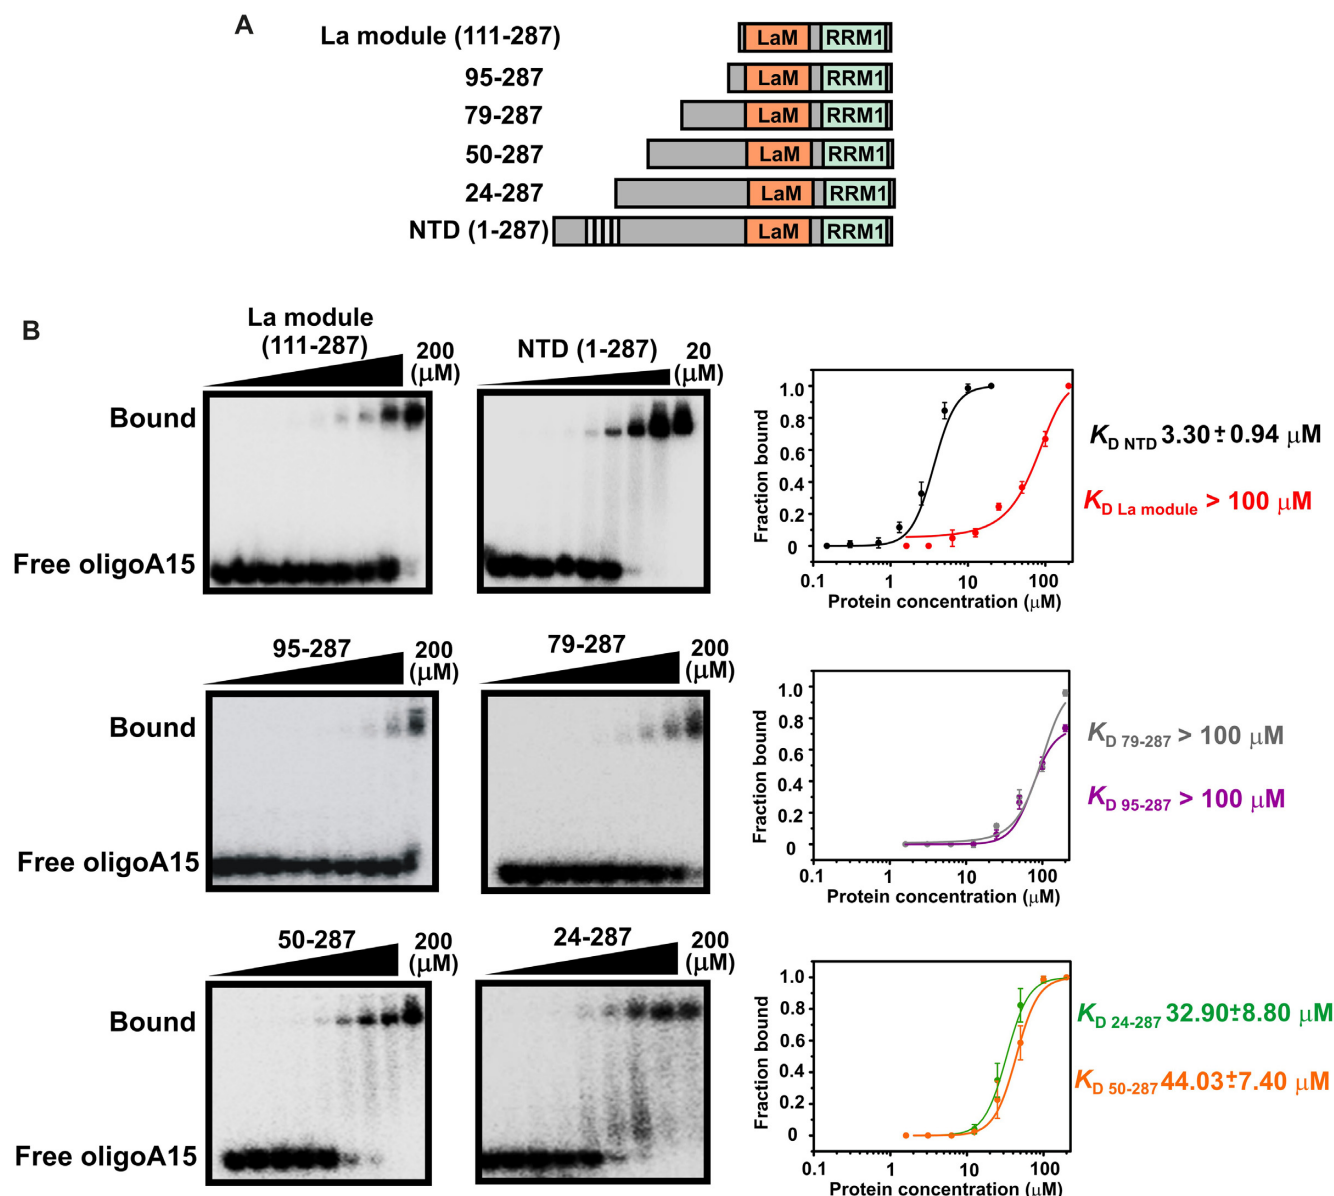 A
La module (111-287)
LaM RRM1
95-287
LaM RRM1
79-287
LaM RRM1
50-287
LaM RRM1
24-287
LaM RRM1
NTD (1-287)
LaM RRM1
B
La module
(111-287)
200
(μM)
Bound
Free oligoA15
NTD (1-287)
20
(μM)
Fraction bound
1.0
0.8
0.6
0.4
0.2
0
0.1 1 10 100
Protein concentration (μM)
KD NTD 3.30 ± 0.94 μM
KD La module > 100 μM
95-287
200
(μM)
Bound
Free oligoA15
79-287
200
(μM)
Fraction bound
1.0
0.8
0.6
0.4
0.2
0
0.1 1 10 100
Protein concentration (μM)
KD 79-287 > 100 μM
KD 95-287 > 100 μM
50-287
200
(μM)
Bound
Free oligoA15
24-287
200
(μM)
Fraction bound
1.0
0.8
0.6
0.4
0.2
0
0.1 1 10 100
Protein concentration (μM)
KD 24-287 32.90±8.80 μM
KD 50-287 44.03±7.40 μM